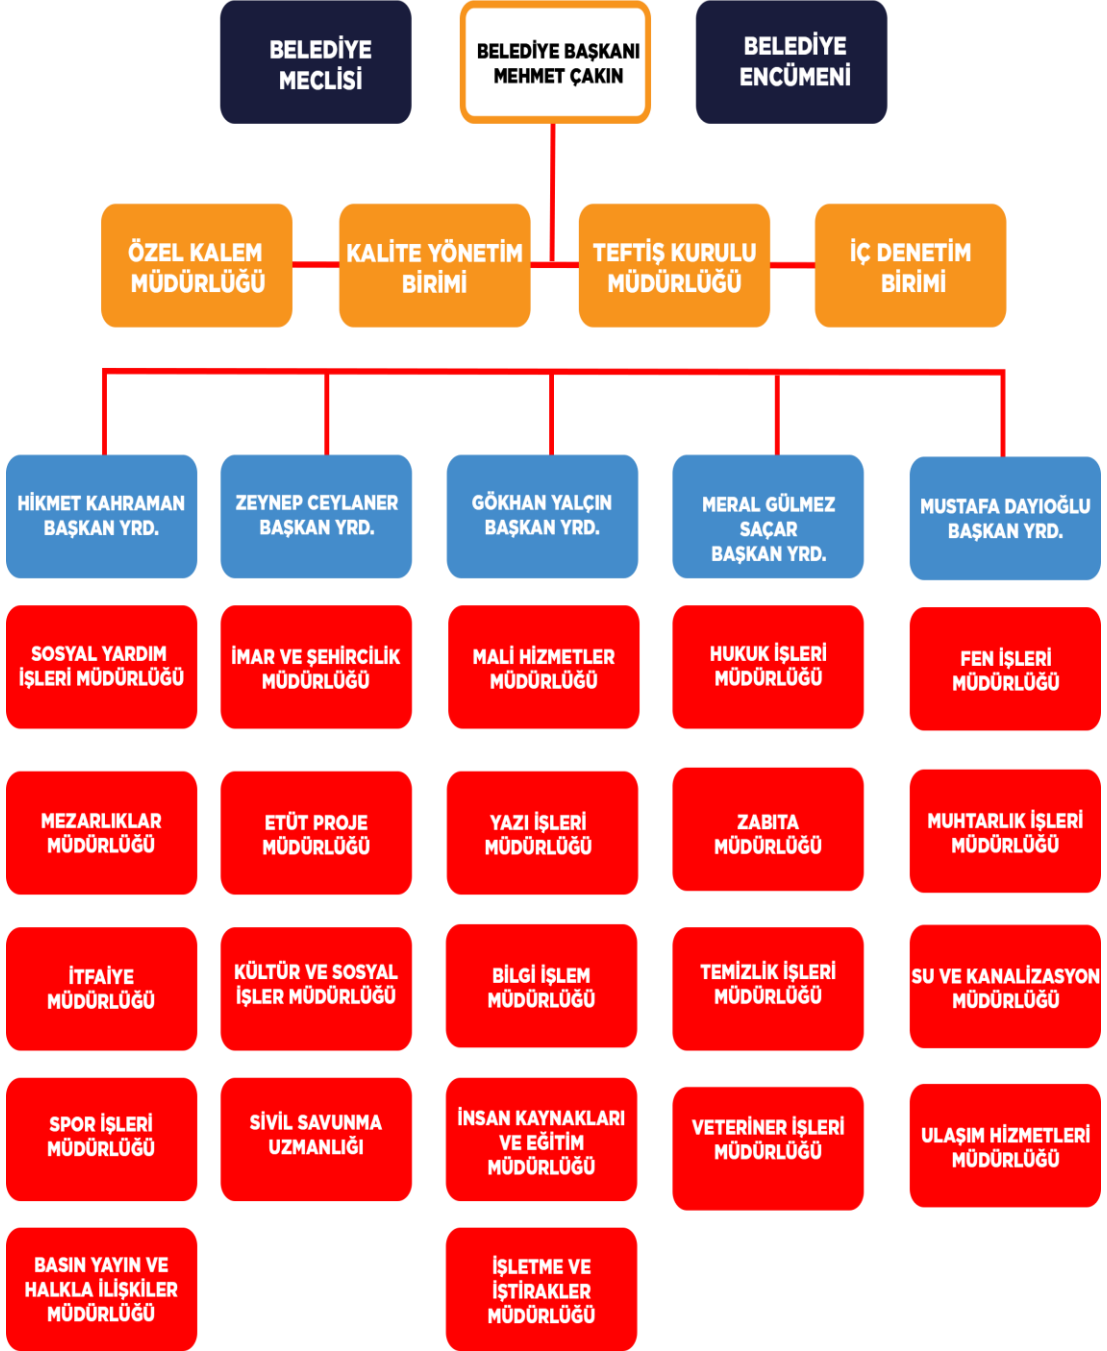 BELEDİYE
MECLİSİ
BELEDİYE BAŞKANI
MEHMET ÇAKIN
BELEDİYE
ENCÜMENİ
ÖZEL KALEM
MÜDÜRLÜĞÜ
KALİTE YÖNETİM
BİRİMİ
TEFTİŞ KURULU
MÜDÜRLÜĞÜ
İÇ DENETİM
BİRİMİ
HİKMET KAHRAMAN
BAŞKAN YRD.
ZEYNEP CEYLANER
BAŞKAN YRD.
GÖKHAN YALÇIN
BAŞKAN YRD.
MERAL GÜLMEZ
SAÇAR
BAŞKAN YRD.
MUSTAFA DAYIOĞLU
BAŞKAN YRD.
SOSYAL YARDIM
İŞLERİ MÜDÜRLÜĞÜ
İMAR VE ŞEHİRCİLİK
MÜDÜRLÜĞÜ
MALİ HİZMETLER
MÜDÜRLÜĞÜ
HUKUK İŞLERİ
MÜDÜRLÜĞÜ
FEN İŞLERİ
MÜDÜRLÜĞÜ
MEZARLIKLAR
MÜDÜRLÜĞÜ
ETÜT PROJE
MÜDÜRLÜĞÜ
YAZI İŞLERİ
MÜDÜRLÜĞÜ
ZABITA
MÜDÜRLÜĞÜ
MUHTARLIK İŞLERİ
MÜDÜRLÜĞÜ
İTFAİYE
MÜDÜRLÜĞÜ
KÜLTÜR VE SOSYAL
İŞLER MÜDÜRLÜĞÜ
BİLGİ İŞLEM
MÜDÜRLÜĞÜ
TEMİZLİK İŞLERİ
MÜDÜRLÜĞÜ
SU VE KANALİZASYON
MÜDÜRLÜĞÜ
SPOR İŞLERİ
MÜDÜRLÜĞÜ
SİVİL SAVUNMA
UZMANLIĞI
İNSAN KAYNAKLARI
VE EĞİTİM
MÜDÜRLÜĞÜ
VETERİNER İŞLERİ
MÜDÜRLÜĞÜ
ULAŞIM HİZMETLERİ
MÜDÜRLÜĞÜ
BASIN YAYIN VE
HALKLA İLİŞKİLER
MÜDÜRLÜĞÜ
İŞLETME VE
İŞTİRAKLER
MÜDÜRLÜĞÜ